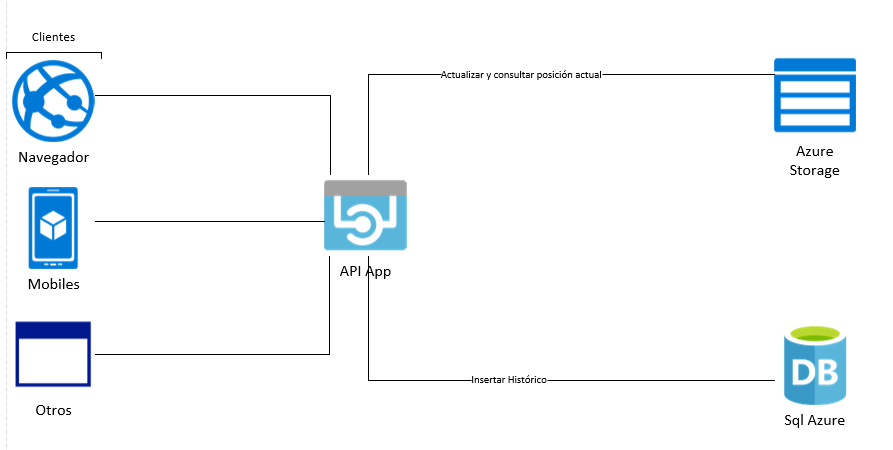 Clientes
Navegador
Actualizar y consultar posición actual
Azure
Storage
Mobiles
API App
Otros
Insertar Histórico
DB
Sql Azure